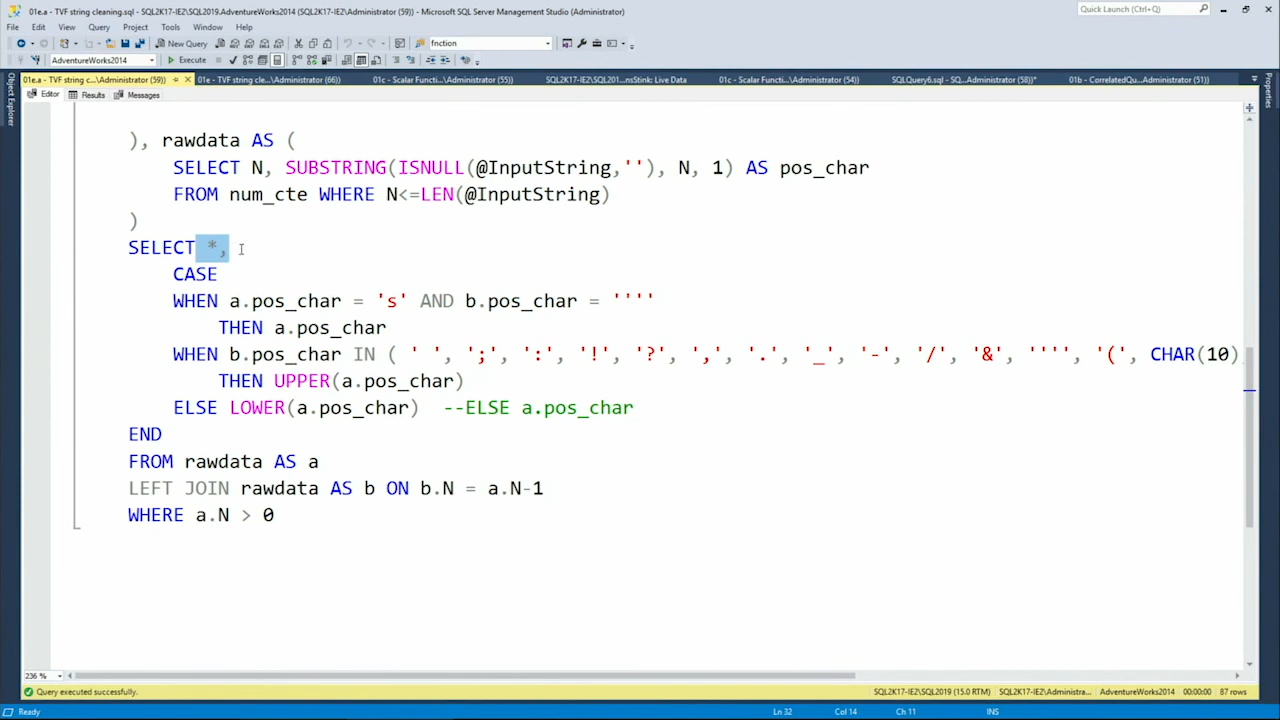 01e.a - TVF string cleaning.sql - SQL2K17-IE2\SQL2019.AdventureWorks2014 (SQL2K17-IE2\Administrator (59)) - Microsoft SQL Server Management Studio (Administrator)
Quick Launch (Ctrl+Q)
File Edit View Query Project Tools Window Help
New Query fnction
AdventureWorks2014 Execute
01e.a - TVF string c...\Administrator (59)) 01e - TVF string cle...\Administrator (66)) 01c - Scalar Functi...\Administrator (55)) SQL2K17-IE2\SQL201...nsStink: Live Data 01c - Scalar Functi...\Administrator (54)) SQLQuery6.sql - SQ...Administrator (58))* 01b - CorrelatedQu...Administrator (51))
Object Explorer
Properties
Editor Results Messages
), rawdata AS (
SELECT N, SUBSTRING(ISNULL(@InputString,''), N, 1) AS pos_char
FROM num_cte WHERE N<=LEN(@InputString)
)
SELECT *,
CASE
WHEN a.pos_char = 's' AND b.pos_char = ''''
THEN a.pos_char
WHEN b.pos_char IN ( ' ', ';', ':', '!', '?', ',', '.', '_', '-', '/', '&', '''', '(', CHAR(10)
THEN UPPER(a.pos_char)
ELSE LOWER(a.pos_char) --ELSE a.pos_char
END
FROM rawdata AS a
LEFT JOIN rawdata AS b ON b.N = a.N-1
WHERE a.N > 0
236 %
Query executed successfully. SQL2K17-IE2\SQL2019 (15.0 RTM) SQL2K17-IE2\Administra... AdventureWorks2014 00:00:00 87 rows
Ready Ln 32 Col 14 Ch 11 INS